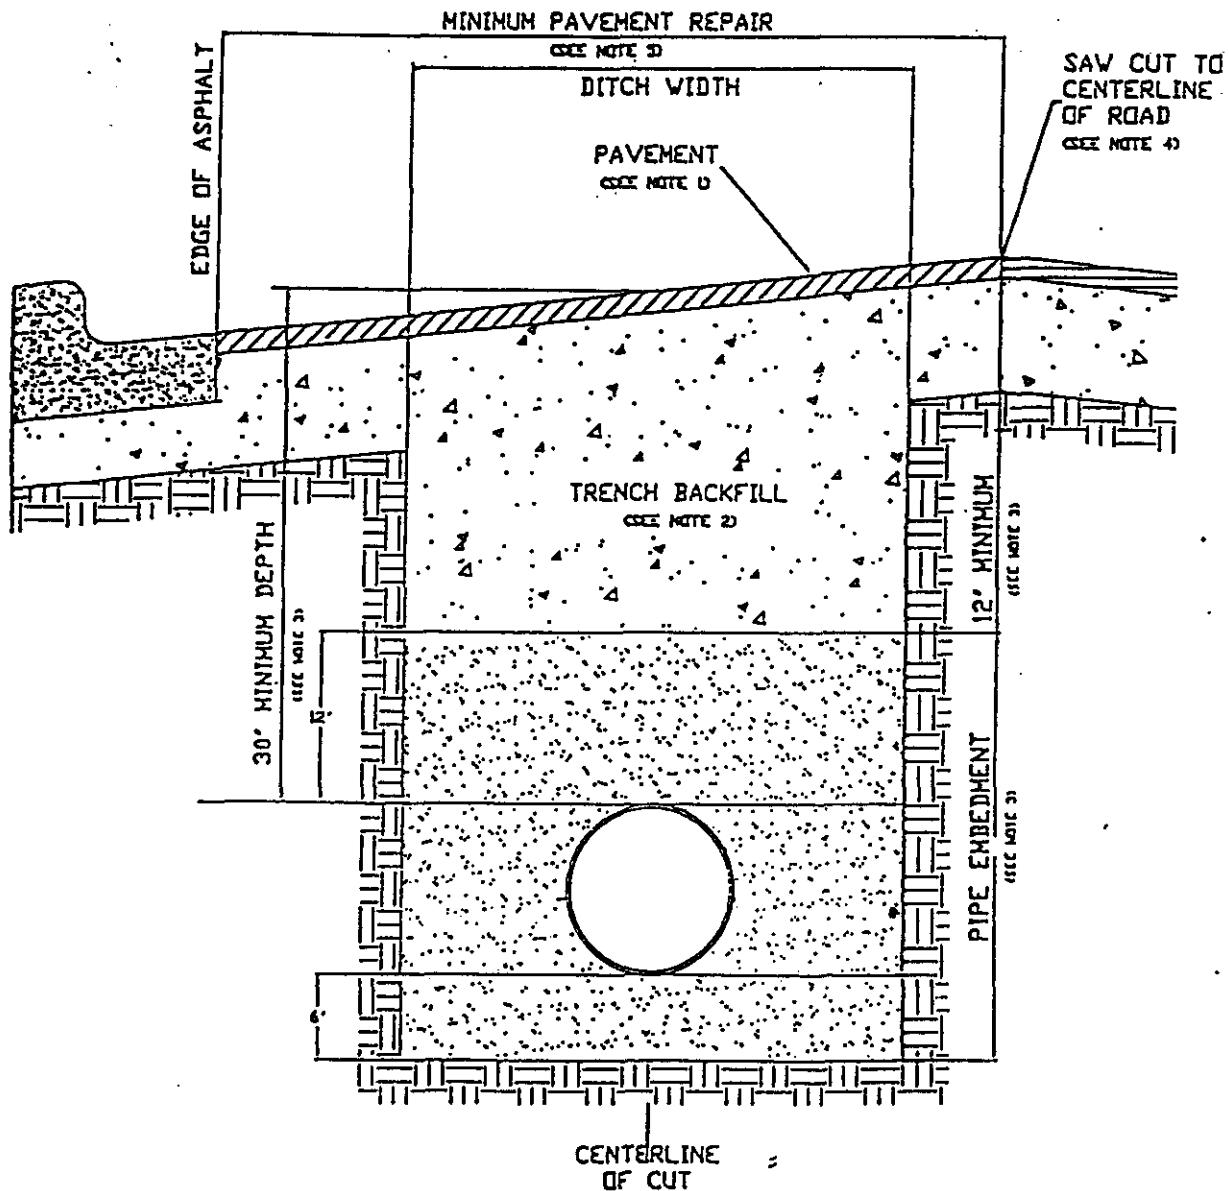 MINIMUM PAVEMENT REPAIR
(SEE NOTE 5)
DITCH WIDTH
EDGE OF ASPHALT
SAW CUT TO
CENTERLINE
OF ROAD
(SEE NOTE 4)
PAVEMENT
(SEE NOTE 1)
TRENCH BACKFILL
(SEE NOTE 2)
30" MINIMUM DEPTH
(SEE NOTE 3)
12" MINIMUM
(SEE NOTE 3)
12"
PIPE EMBEDMENT
(SEE NOTE 3)
6"
CENTERLINE
OF CUT